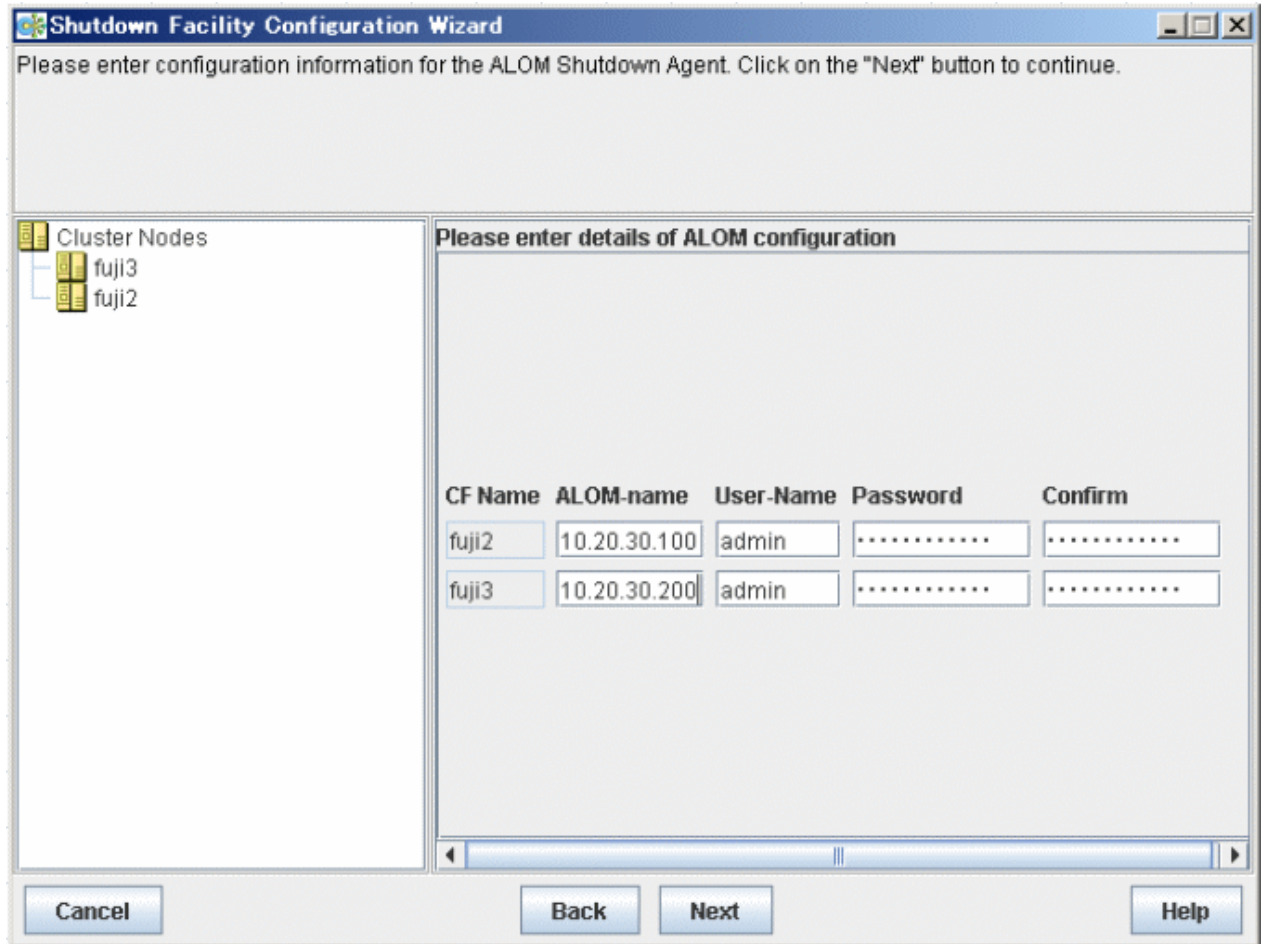 Shutdown Facility Configuration Wizard
Please enter configuration information for the ALOM Shutdown Agent. Click on the "Next" button to continue.
Cluster Nodes
fuji3
fuji2
Please enter details of ALOM configuration
CF Name ALOM-name User-Name Password Confirm
fuji2 10.20.30.100 admin ············ ············
fuji3 10.20.30.200 admin ············ ············
Cancel Back Next Help